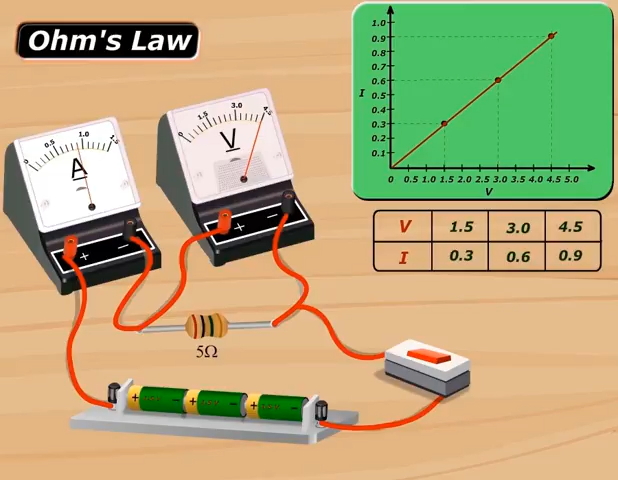 Ohm's Law
0 0.5 1.0 1.5
A
+ −
0 1.5 3.0 4.5
V
+ −
1.0
0.9
0.8
0.7
0.6
I
0.5
0.4
0.3
0.2
0.1
0 0.5 1.5 2.0 2.5 3.0 3.5 4.0 4.5 5.0
V
V 1.5 3.0 4.5
I 0.3 0.6 0.9
5Ω
+ − + − + −